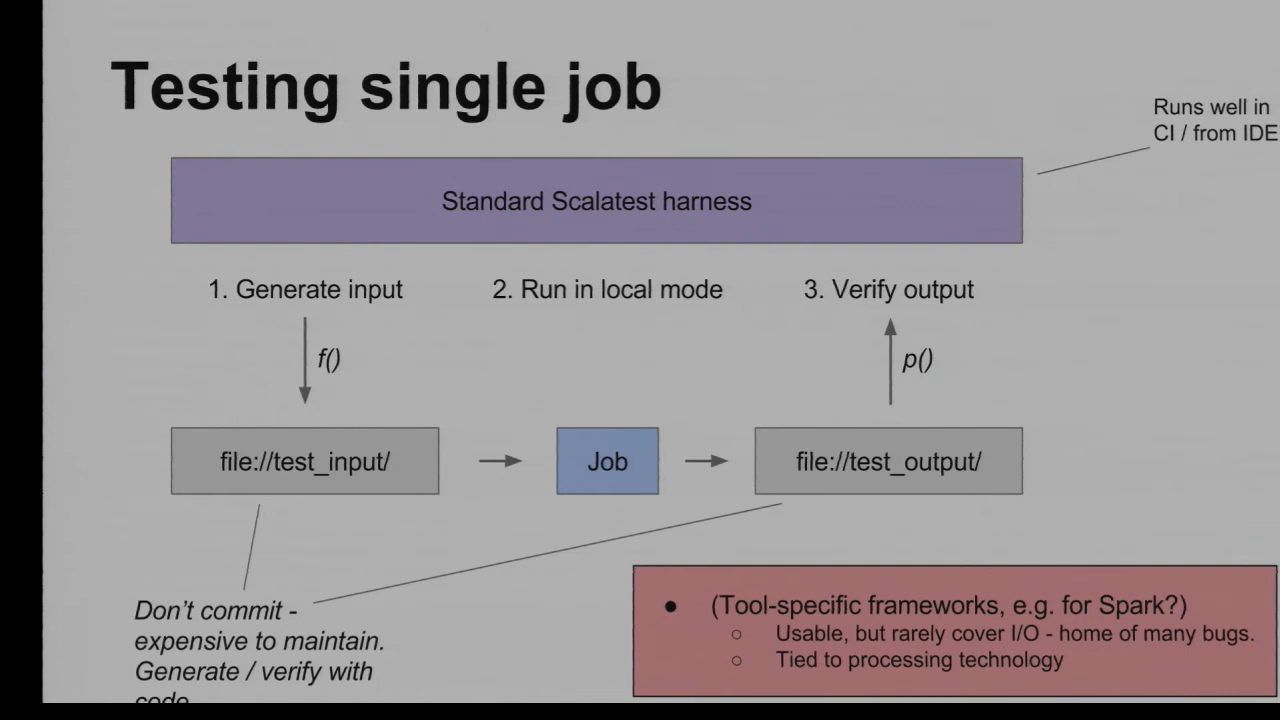 Testing single job
Runs well in
CI / from IDE
Standard Scalatest harness
1. Generate input
2. Run in local mode
3. Verify output
f()
p()
file://test_input/
Job
file://test_output/
Don't commit -
expensive to maintain.
Generate / verify with
code
● (Tool-specific frameworks, e.g. for Spark?)
○ Usable, but rarely cover I/O - home of many bugs.
○ Tied to processing technology